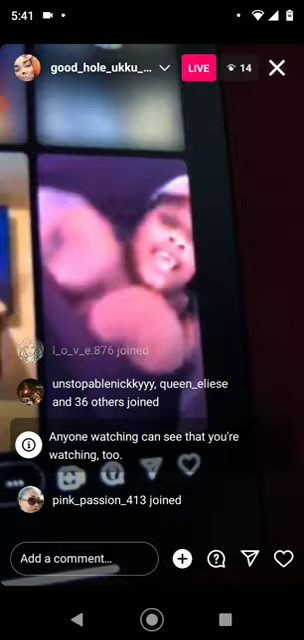 5:41
good_hole_ukku_...
LIVE
14
l_o_v_e.876 joined
unstopablenickkyyy, queen_eliese
and 36 others joined
Anyone watching can see that you're
watching, too.
pink_passion_413 joined
Add a comment...